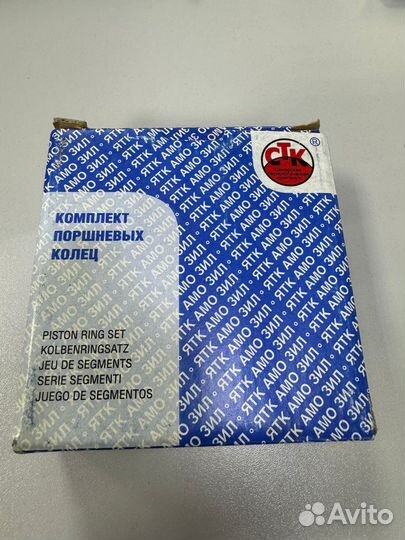 СТК
®
КОМПЛЕКТ
ПОРШНЕВЫХ
КОЛЕЦ
PISTON RING SET
KOLBENRINGSATZ
JEU DE SEGMENTS
SERIE SEGMENTI
JUEGO DE SEGMENTOS
ЯТК АМО ЗИЛ
Avito